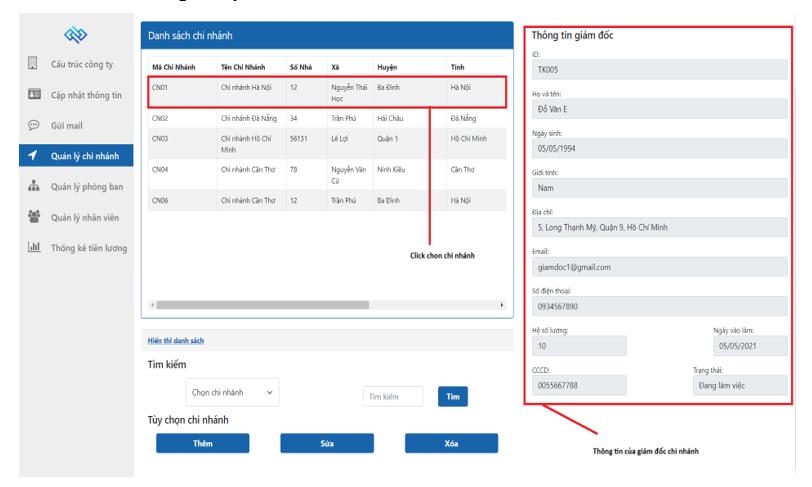 Danh sách chi nhánh
Mã Chi Nhánh Tên Chi Nhánh Số Nhà Xã Huyện Tỉnh
CN01 Chi nhánh Hà Nội 12 Nguyễn Thái Học Ba Đình Hà Nội
CN02 Chi nhánh Đà Nẵng 34 Trần Phú Hải Châu Đà Nẵng
CN03 Chi nhánh Hồ Chí Minh 56131 Lê Lợi Quận 1 Hồ Chí Minh
CN04 Chi nhánh Cần Thơ 78 Nguyễn Văn Cừ Ninh Kiều Cần Thơ
CN06 Chi nhánh Cần Thơ 12 Trần Phú Ba Đình Hà Nội
Click chọn chi nhánh
Cấu trúc công ty
Cập nhật thông tin
Gửi mail
Quản lý chi nhánh
Quản lý phòng ban
Quản lý nhân viên
Thống kê tiền lương
Hiển thị danh sách
Tìm kiếm
Chọn chi nhánh
Tìm kiếm
Tìm
Tùy chọn chi nhánh
Thêm
Sửa
Xóa
Thông tin giám đốc
ID:
TK005
Họ và tên:
Đỗ Văn E
Ngày sinh:
05/05/1994
Giới tính:
Nam
Địa chỉ:
5, Long Thạnh Mỹ, Quận 9, Hồ Chí Minh
Email:
giamdoc1@gmail.com
Số điện thoại:
0934567890
Hệ số lương: Ngày vào làm:
10 05/05/2021
CCCD: Trạng thái:
0055667788 Đang làm việc
Thông tin của giám đốc chi nhánh